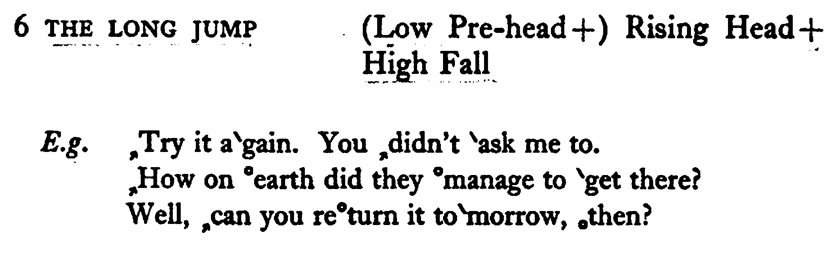 6 THE LONG JUMP (Low Pre-head+) Rising Head+
High Fall
E.g. ˏTry it aˋgain. You ˏdidn't ˋask me to.
ˏHow on °earth did they °manage to ˋget there?
Well, ˏcan you re°turn it toˋmorrow, ˳then?